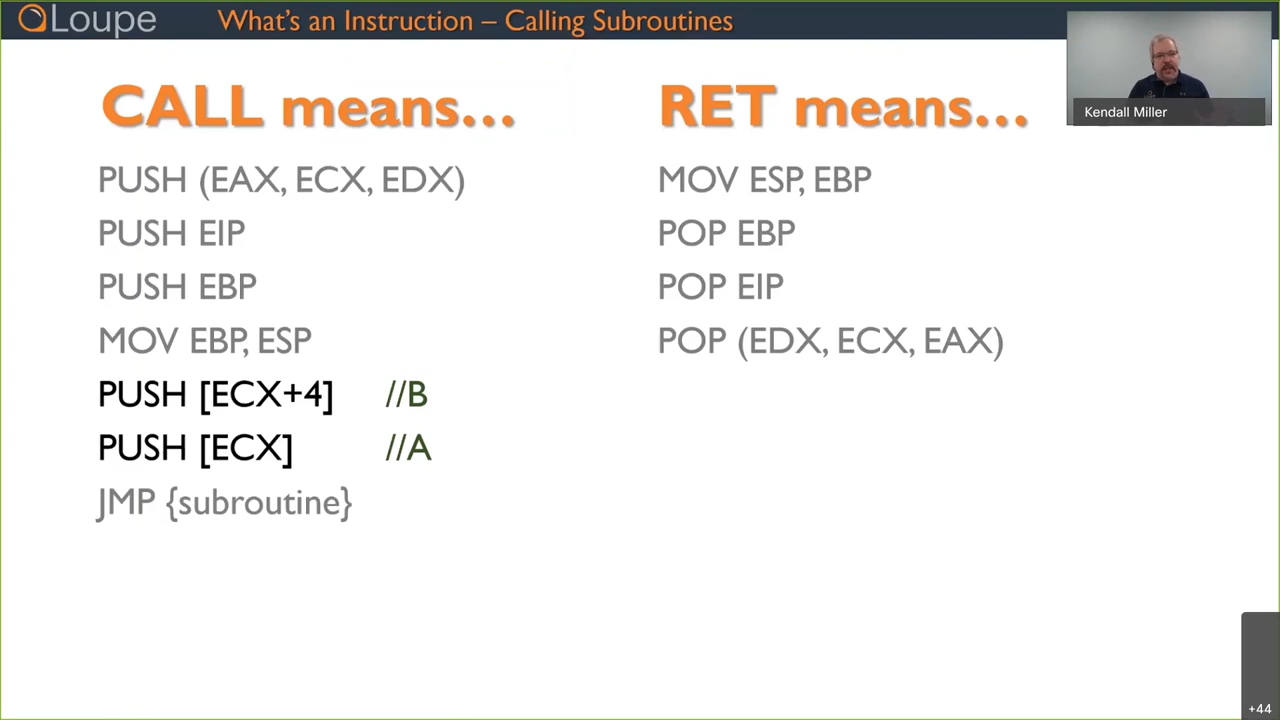 Loupe
What's an Instruction – Calling Subroutines
Kendall Miller
CALL means...
PUSH (EAX, ECX, EDX)
PUSH EIP
PUSH EBP
MOV EBP, ESP
PUSH [ECX+4] //B
PUSH [ECX] //A
JMP {subroutine}
RET means...
MOV ESP, EBP
POP EBP
POP EIP
POP (EDX, ECX, EAX)
+44